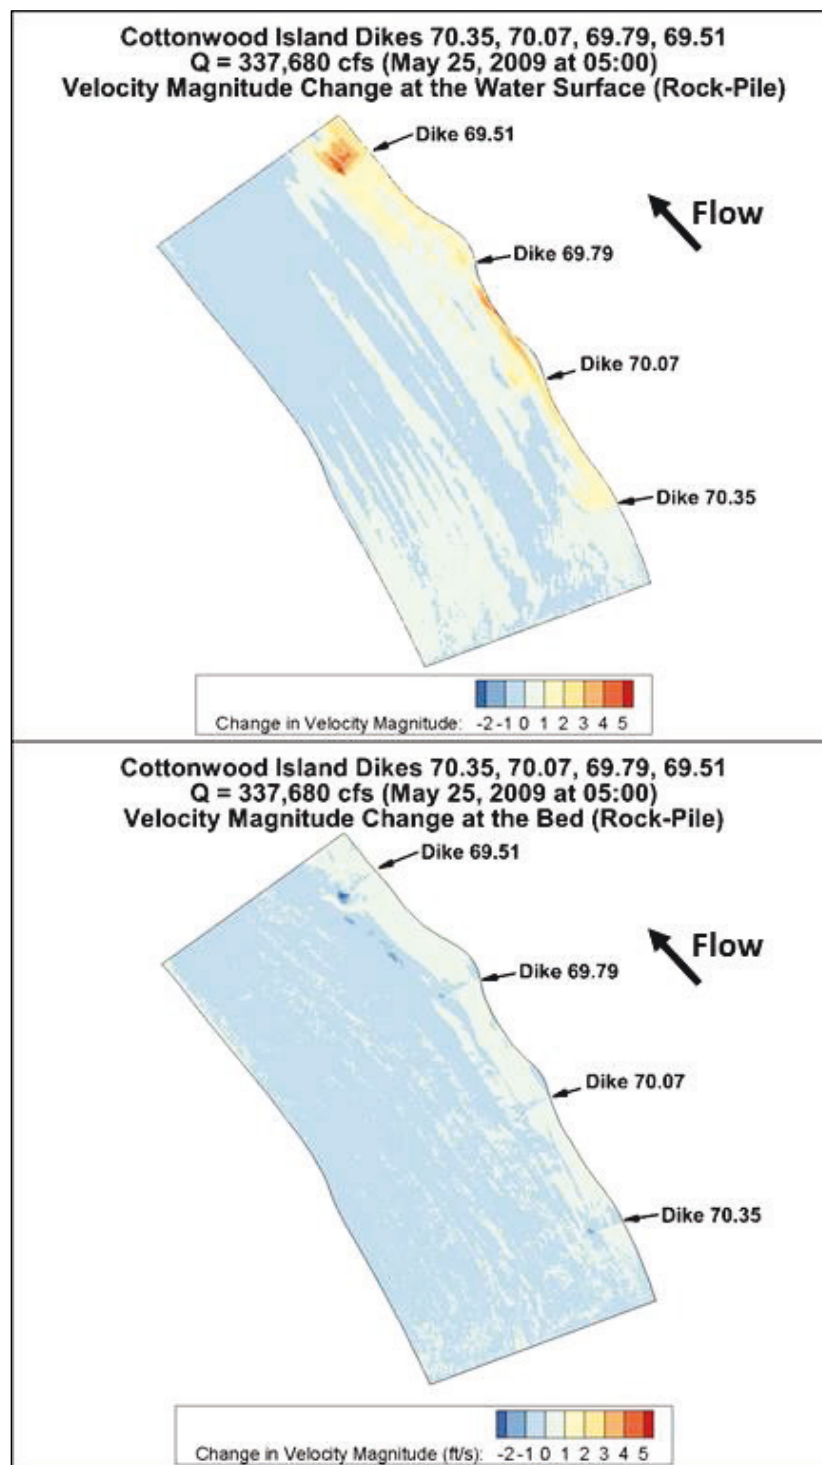 Cottonwood Island Dikes 70.35, 70.07, 69.79, 69.51
Q = 337,680 cfs (May 25, 2009 at 05:00)
Velocity Magnitude Change at the Water Surface (Rock-Pile)
Dike 69.51
Flow
Dike 69.79
Dike 70.07
Dike 70.35
Change in Velocity Magnitude: -2 -1 0 1 2 3 4 5
Cottonwood Island Dikes 70.35, 70.07, 69.79, 69.51
Q = 337,680 cfs (May 25, 2009 at 05:00)
Velocity Magnitude Change at the Bed (Rock-Pile)
Dike 69.51
Flow
Dike 69.79
Dike 70.07
Dike 70.35
Change in Velocity Magnitude (ft/s): -2 -1 0 1 2 3 4 5